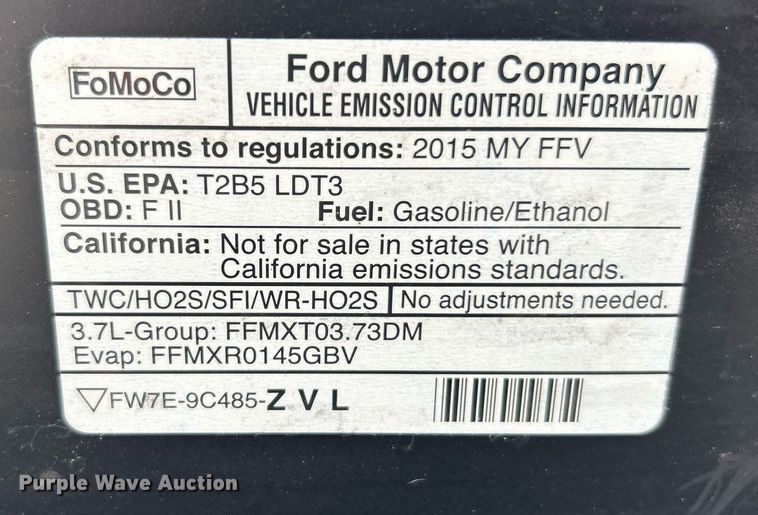 FoMoCo
Ford Motor Company
VEHICLE EMISSION CONTROL INFORMATION
Conforms to regulations: 2015 MY FFV
U.S. EPA: T2B5 LDT3
OBD: F II Fuel: Gasoline/Ethanol
California: Not for sale in states with
California emissions standards.
TWC/HO2S/SFI/WR-HO2S No adjustments needed.
3.7L-Group: FFMXT03.73DM
Evap: FFMXR0145GBV
FW7E-9C485-Z V L
Purple Wave Auction